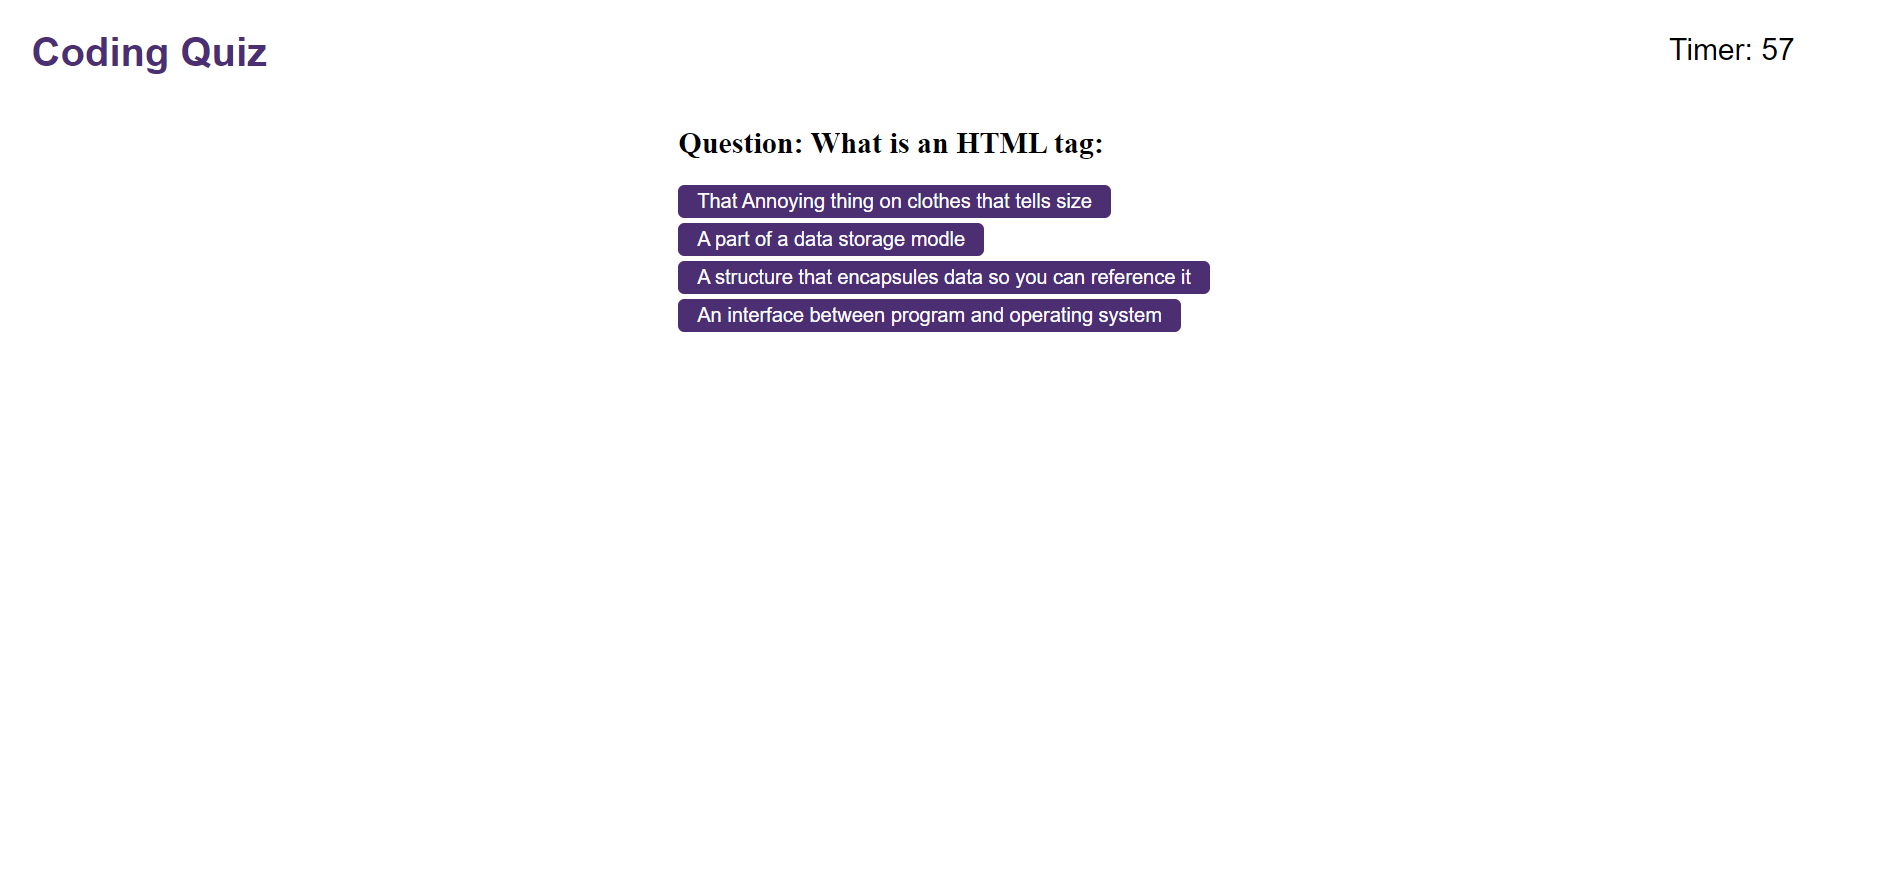 Coding Quiz
Timer: 57
Question: What is an HTML tag:
That Annoying thing on clothes that tells size
A part of a data storage modle
A structure that encapsules data so you can reference it
An interface between program and operating system